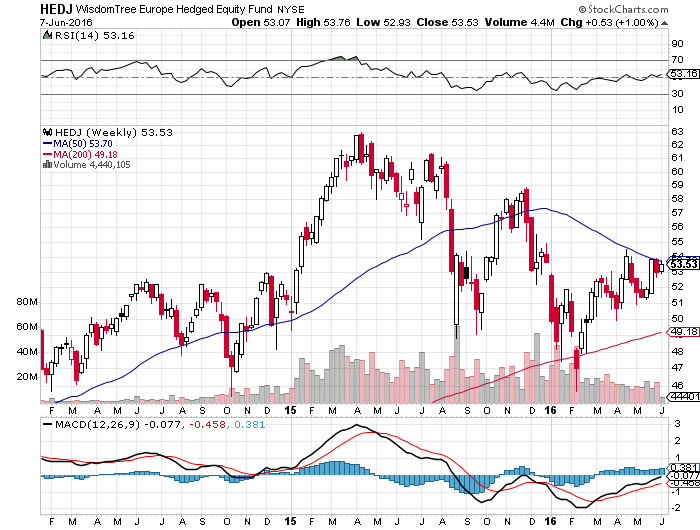 HEDJ WisdomTree Europe Hedged Equity Fund NYSE © StockCharts.com
7-Jun-2016 Open 53.07 High 53.76 Low 52.93 Close 53.53 Volume 4.4M Chg +0.53 (+1.00%)
RSI(14) 53.16
90
70
53.16
30
10
HEDJ (Weekly) 53.53
MA(50) 53.70
MA(200) 49.18
Volume 4,440,105
63
62
61
60
59
58
57
56
55
54
53.53
53
52
51
50
49.18
48
47
46
44401
80M
60M
40M
20M
F M A M J J A S O N D 15 F M A M J J A S O N D 16 F M A M J
MACD(12,26,9) -0.077, -0.458, 0.381
4
3
2
1
0.381
-0.077
-0.458
-1
-2
F M A M J J A S O N D 15 F M A M J J A S O N D 16 F M A M J